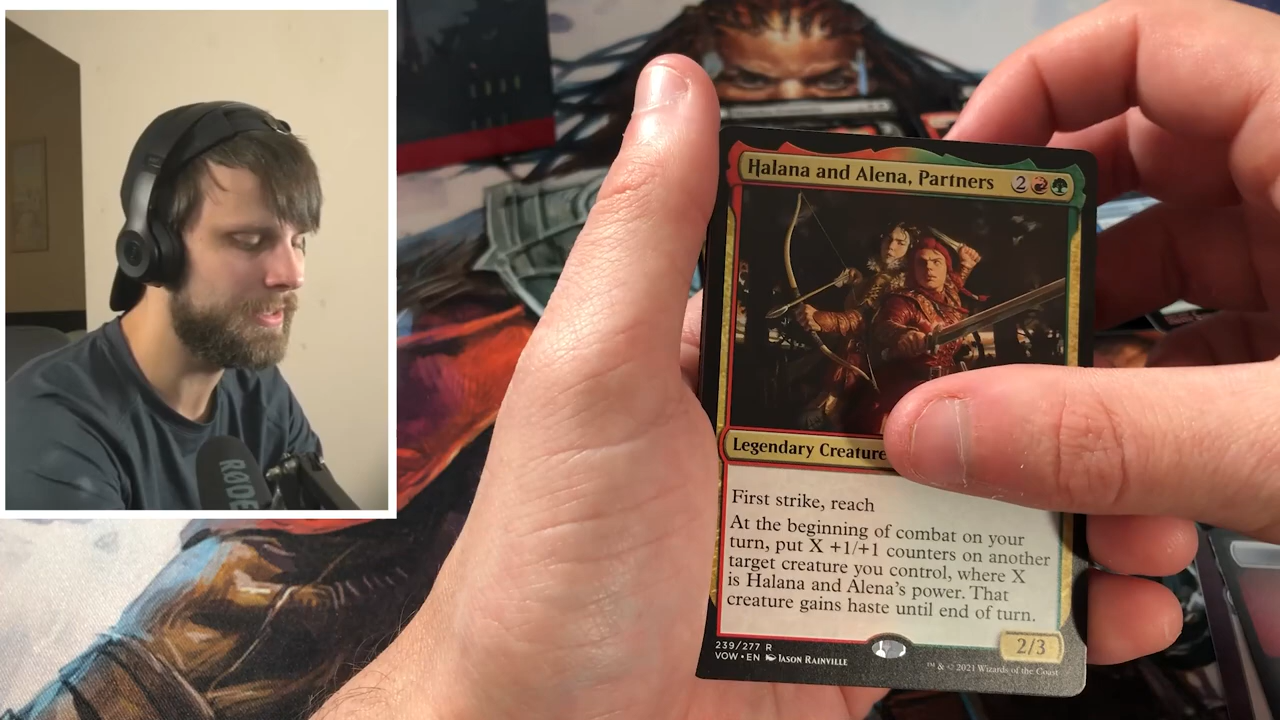 Halana and Alena, Partners 2
Legendary Creature
First strike, reach
At the beginning of combat on your
turn, put X +1/+1 counters on another
target creature you control, where X
is Halana and Alena's power. That
creature gains haste until end of turn.
2/3
239/277 R
VOW • EN Jason Rainville
™ & © 2021 Wizards of the Coast
RØDE